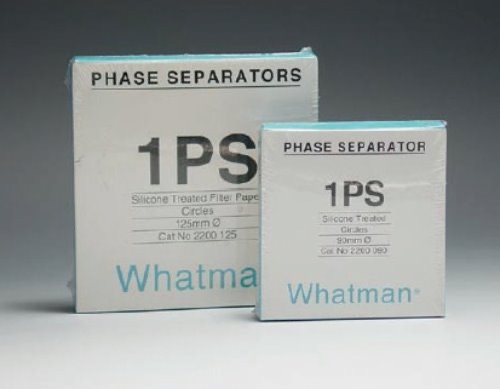 PHASE SEPARATORS
1PS
Silicone Treated Filter Pape
Circles
125mm Ø
Cat No 2200 125
Whatman
PHASE SEPARATOR
1PS
Silicone Treated
Circles
90mm Ø
Cat No 2200 090
Whatman®